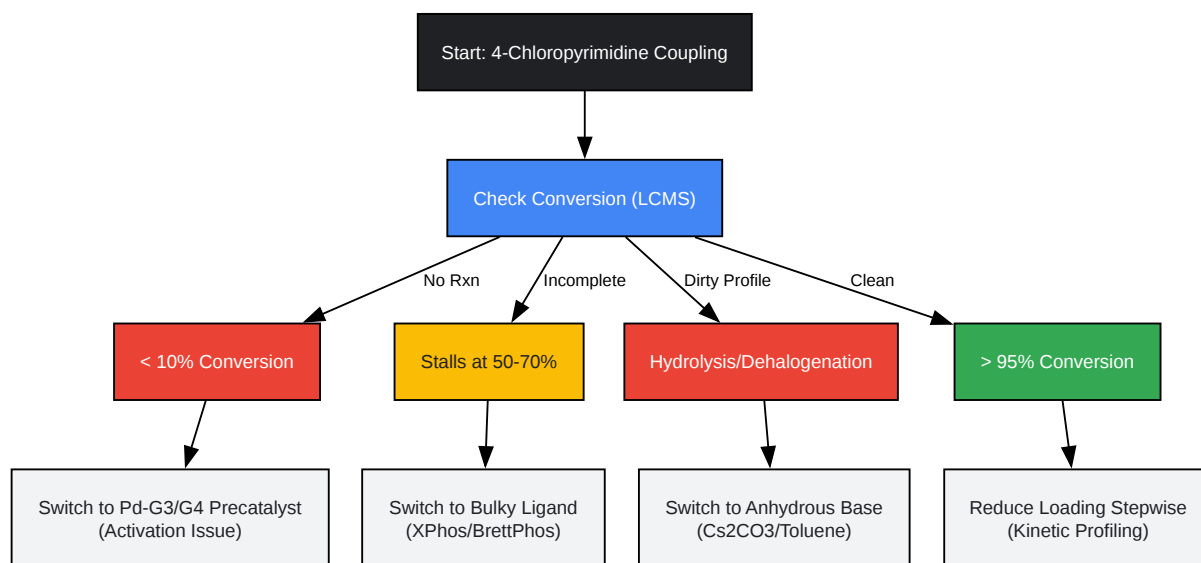 Start: 4-Chloropyrimidine Coupling
Check Conversion (LCMS)
No Rxn
Incomplete
Dirty Profile
Clean
< 10% Conversion
Stalls at 50-70%
Hydrolysis/Dehalogenation
> 95% Conversion
Switch to Pd-G3/G4 Precatalyst
(Activation Issue)
Switch to Bulky Ligand
(XPhos/BrettPhos)
Switch to Anhydrous Base
(Cs2CO3/Toluene)
Reduce Loading Stepwise
(Kinetic Profiling)